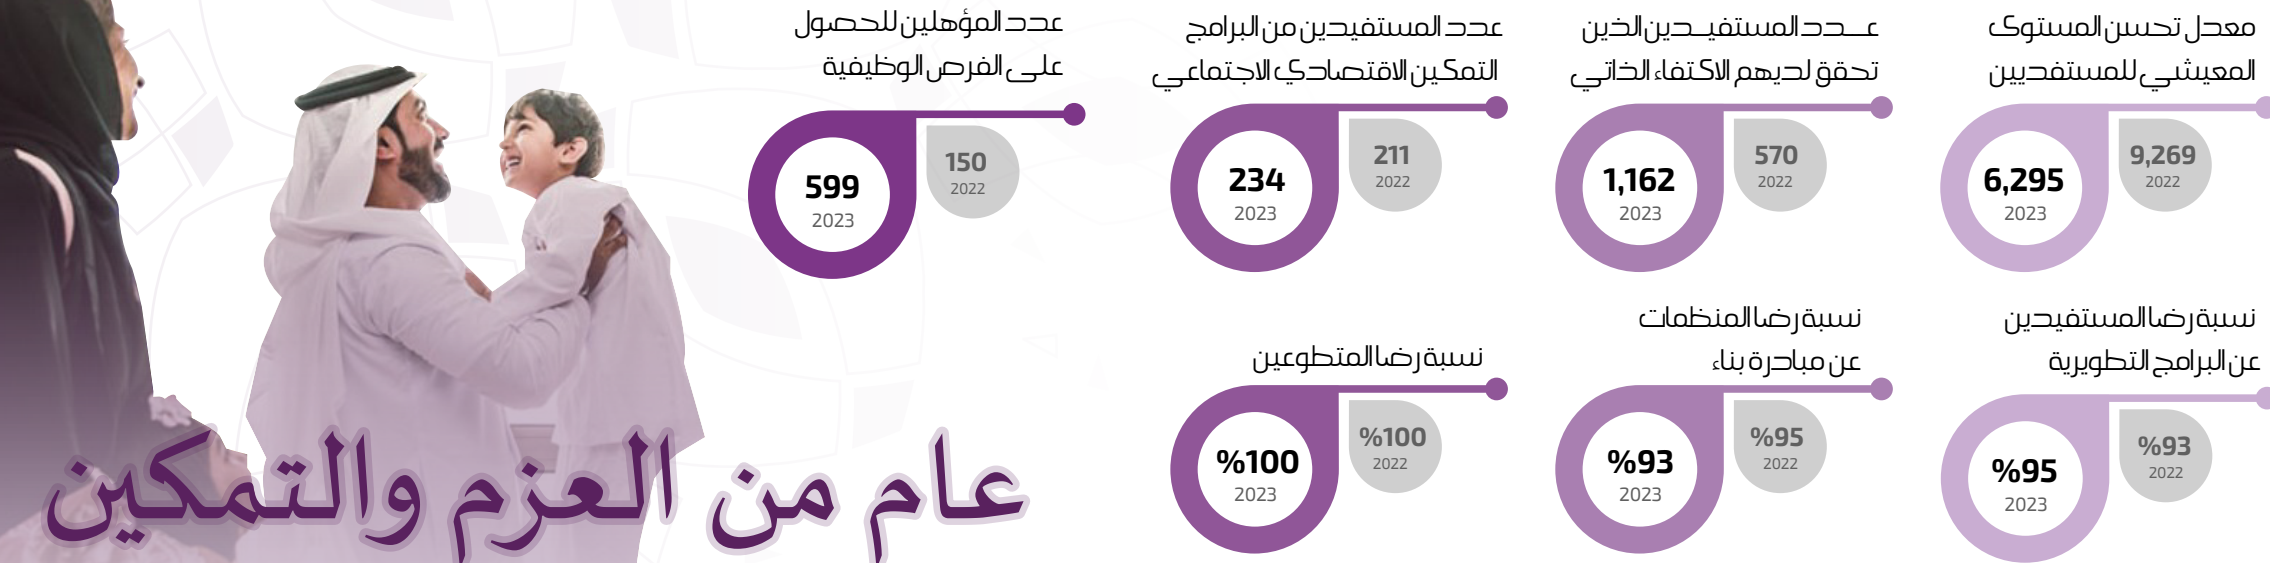 معدل تحسن المستوى
المعيشي للمستفديين
6,295
2023
9,269
2022
عدد المستفيدين الذين
تحقق لديهم الاكتفاء الذاتي
1,162
2023
570
2022
عدد المستفيدين من البرامج
التمكين الاقتصادي الاجتماعي
234
2023
211
2022
عدد المؤهلين للحصول
على الفرص الوظيفية
599
2023
150
2022
نسبة رضا المستفيدين
عن البرامج التطويرية
%95
2023
%93
2022
نسبة رضا المنظمات
عن مبادرة بناء
%93
2023
%95
2022
نسبة رضا المتطوعين
%100
2023
%100
2022
عام من العزم والتمكين